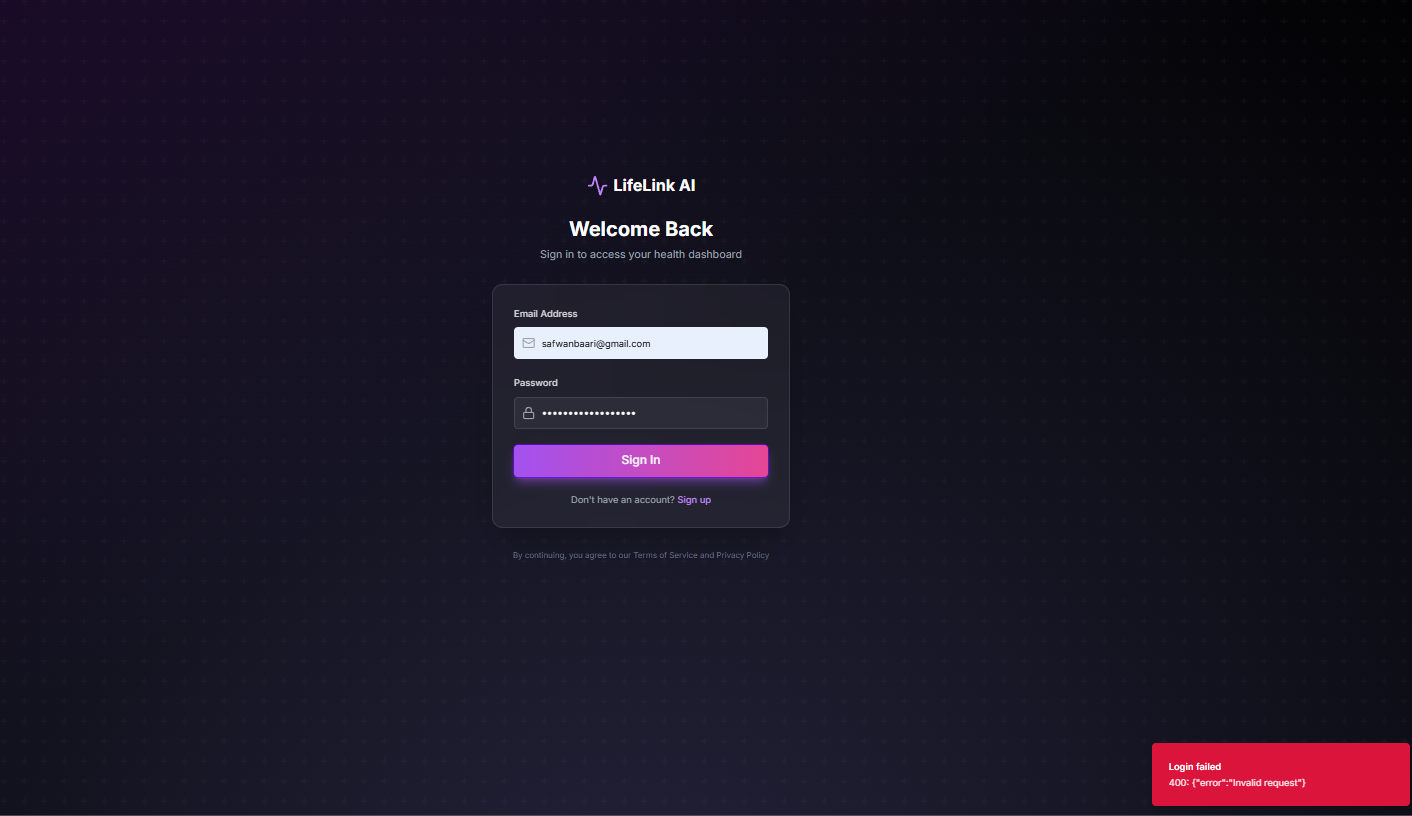 LifeLink AI
Welcome Back
Sign in to access your health dashboard
Email Address
safwanbaari@gmail.com
Password
••••••••••••••••••
Sign In
Don't have an account? Sign up
By continuing, you agree to our Terms of Service and Privacy Policy
Login failed
400: {"error":"Invalid request"}